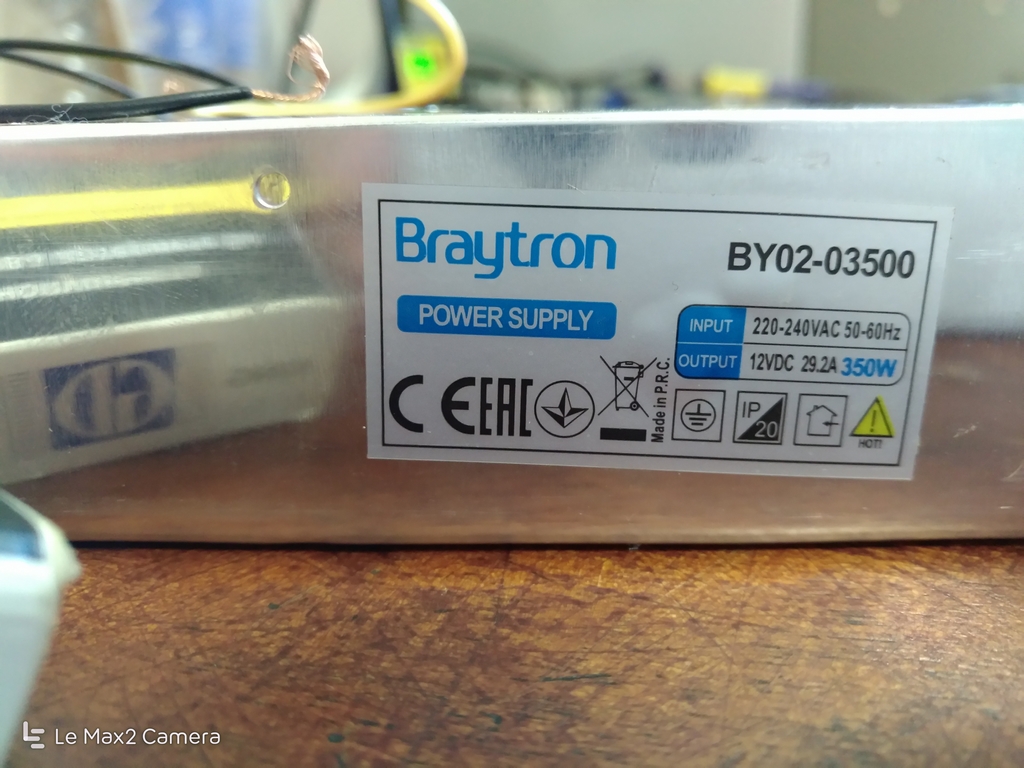 Braytron
BY02-03500
POWER SUPPLY
INPUT 220-240VAC 50-60Hz
OUTPUT 12VDC 29.2A 350W
CE EAC
Made in P.R.C.
IP 20
HOT!
Le Max2 Camera